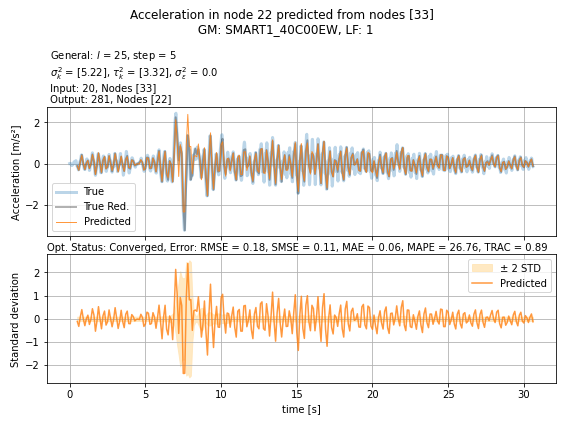 Acceleration in node 22 predicted from nodes [33]
GM: SMART1_40C00EW, LF: 1
General: l = 25, step = 5
σ²ₖ = [5.22], τ²ₖ = [3.32], σ²ε = 0.0
Input: 20, Nodes [33]
Output: 281, Nodes [22]
Acceleration [m/s²]
2
0
−2
True
True Red.
Predicted
Opt. Status: Converged, Error: RMSE = 0.18, SMSE = 0.11, MAE = 0.06, MAPE = 26.76, TRAC = 0.89
Standard deviation
2
1
0
−1
−2
± 2 STD
Predicted
0 5 10 15 20 25 30
time [s]